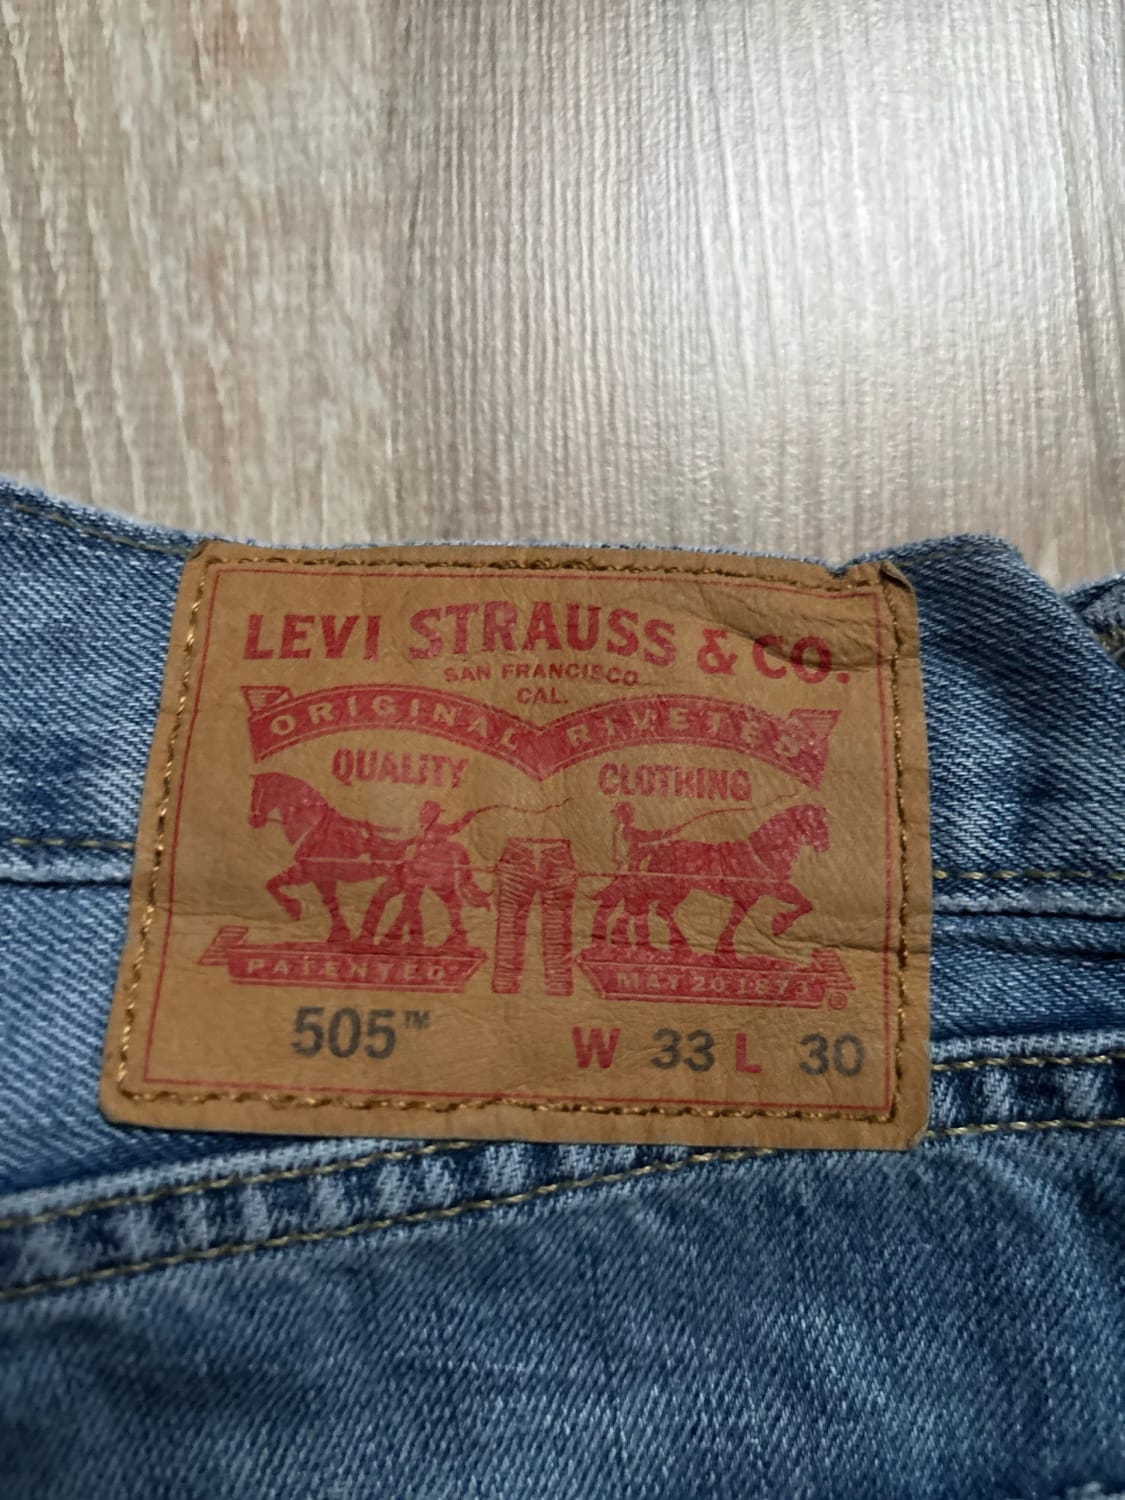 LEVI STRAUSS & CO.
SAN FRANCISCO
CAL.
ORIGINAL RIVETED
QUALITY CLOTHING
PATENTED MAY 20 1873 ®
505™ W 33 L 30